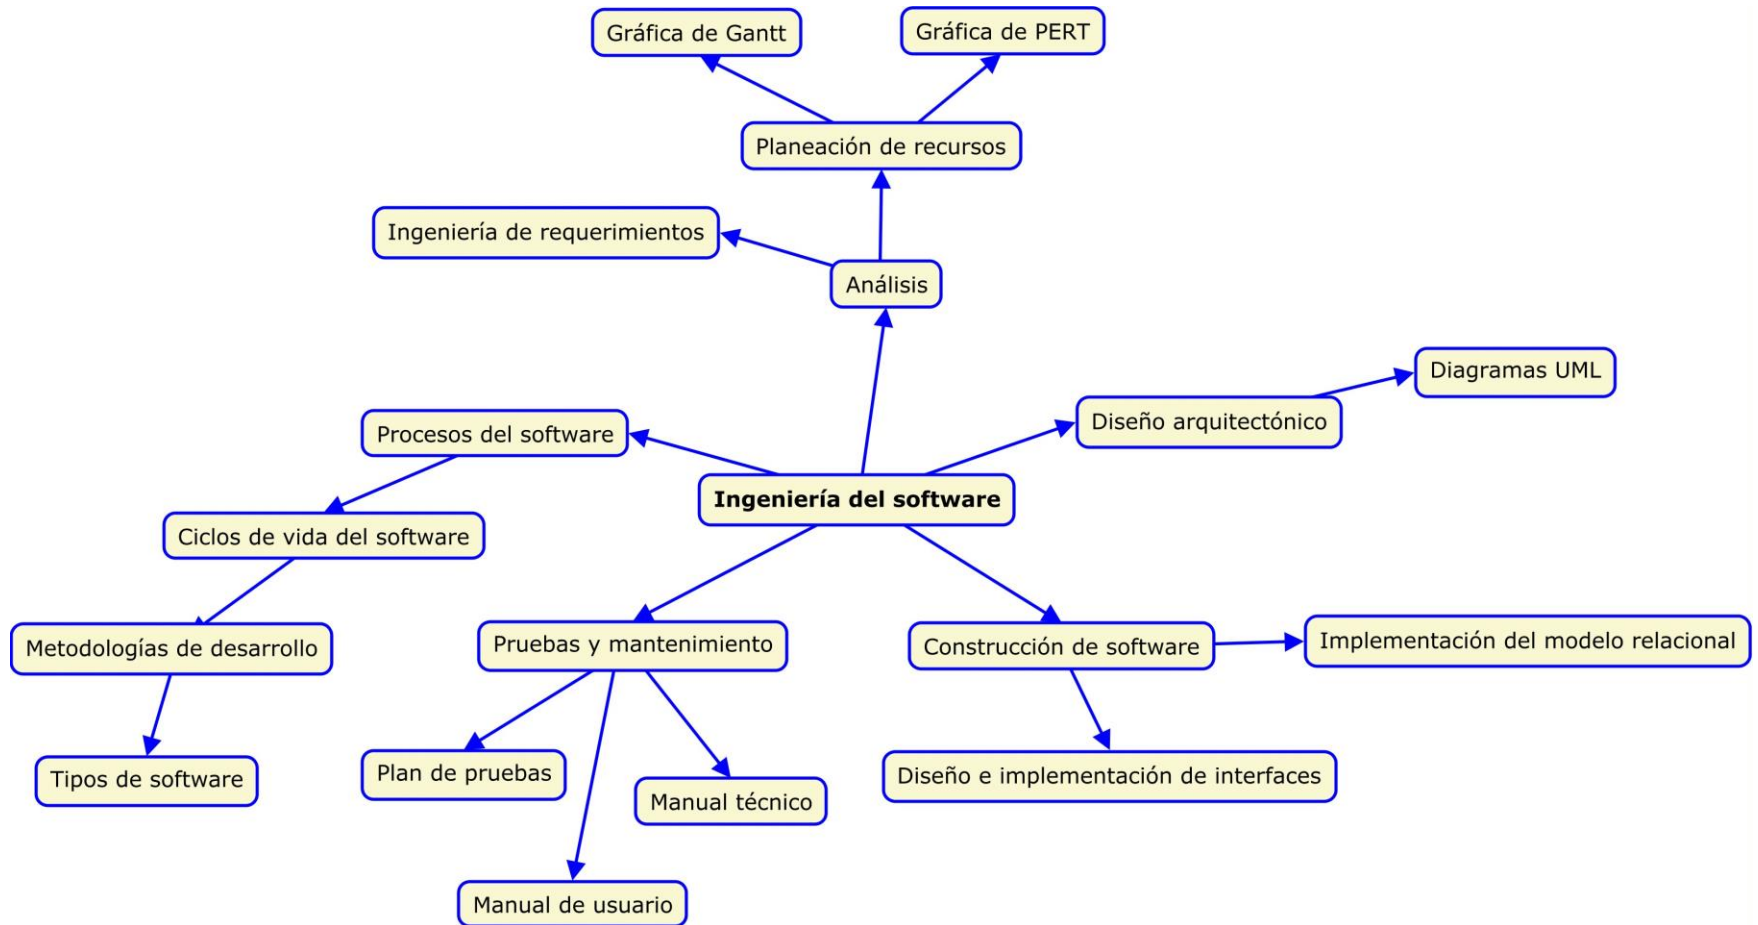 Gráfica de Gantt
Gráfica de PERT
Planeación de recursos
Ingeniería de requerimientos
Análisis
Diagramas UML
Diseño arquitectónico
Procesos del software
Ingeniería del software
Ciclos de vida del software
Metodologías de desarrollo
Pruebas y mantenimiento
Construcción de software
Implementación del modelo relacional
Tipos de software
Plan de pruebas
Manual técnico
Diseño e implementación de interfaces
Manual de usuario